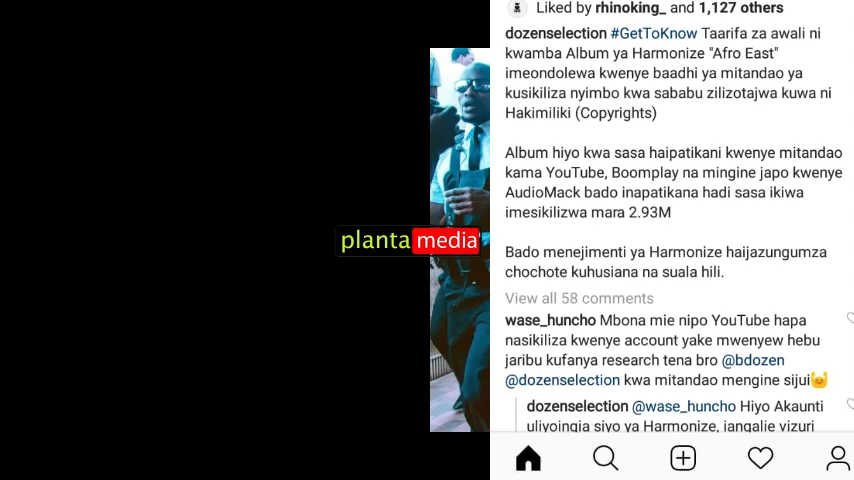 Liked by rhinoking_ and 1,127 others
dozenselection #GetToKnow Taarifa za awali ni
kwamba Album ya Harmonize "Afro East"
imeondolewa kwenye baadhi ya mitandao ya
kusikiliza nyimbo kwa sababu zilizotajwa kuwa ni
Hakimiliki (Copyrights)
Album hiyo kwa sasa haipatikani kwenye mitandao
kama YouTube, Boomplay na mingine japo kwenye
AudioMack bado inapatikana hadi sasa ikiwa
imesikilizwa mara 2.93M
planta media
Bado menejimenti ya Harmonize haijazungumza
chochote kuhusiana na suala hili.
View all 58 comments
wase_huncho Mbona mie nipo YouTube hapa
nasikiliza kwenye account yake mwenyew hebu
jaribu kufanya research tena bro @bdozen
@dozenselection kwa mitandao mengine sijui🤘
dozenselection @wase_huncho Hiyo Akaunti
uliyoingia siyo ya Harmonize, iangalie vizuri